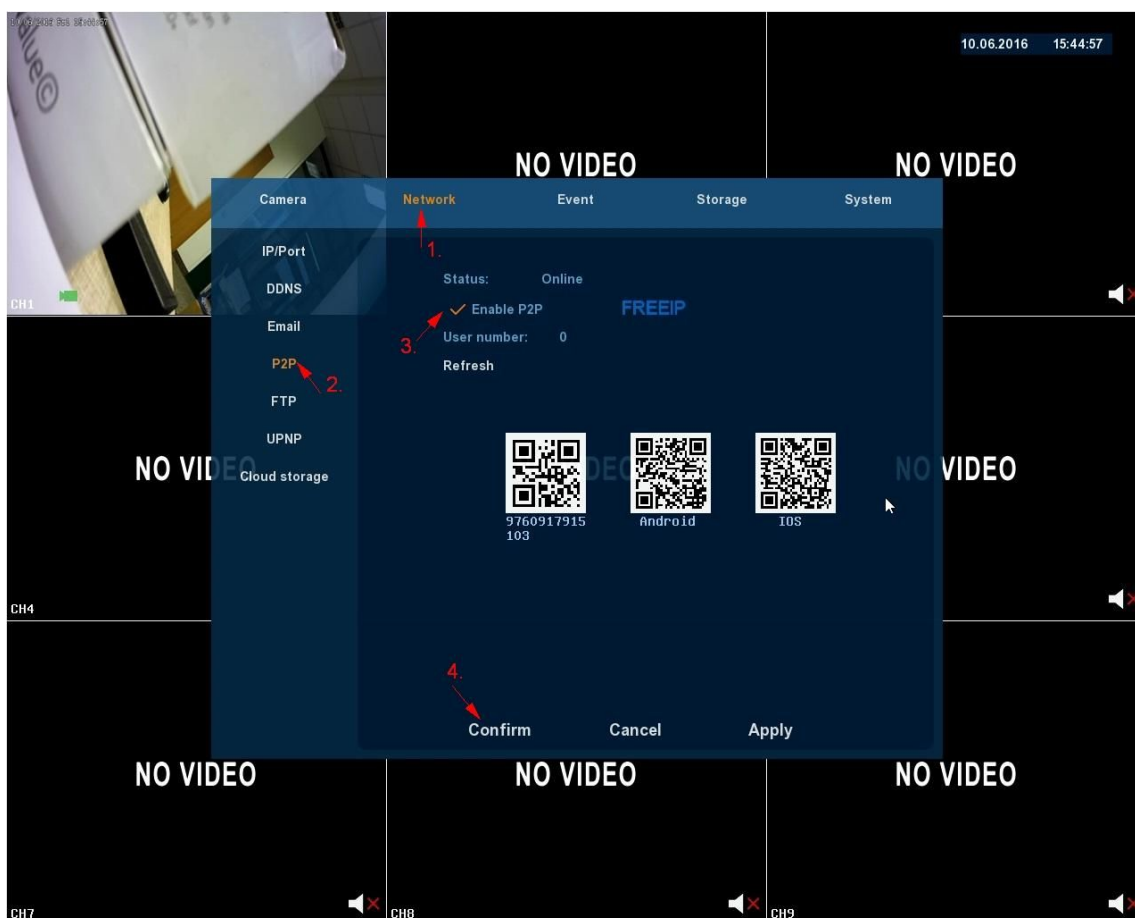 10.06.2016 15:44:57
alue©
NO VIDEO
NO VIDEO
Camera
Network
Event
Storage
System
1.
IP/Port
DDNS
Email
P2P
2.
FTP
UPNP
Cloud storage
Status: Online
3.
Enable P2P
FREEIP
User number: 0
Refresh
CH1
NO VIDEO
NO VIDEO
9760917915
103
Android
IOS
CH4
4.
Confirm
Cancel
Apply
NO VIDEO
NO VIDEO
NO VIDEO
CH7
CH8
CH9